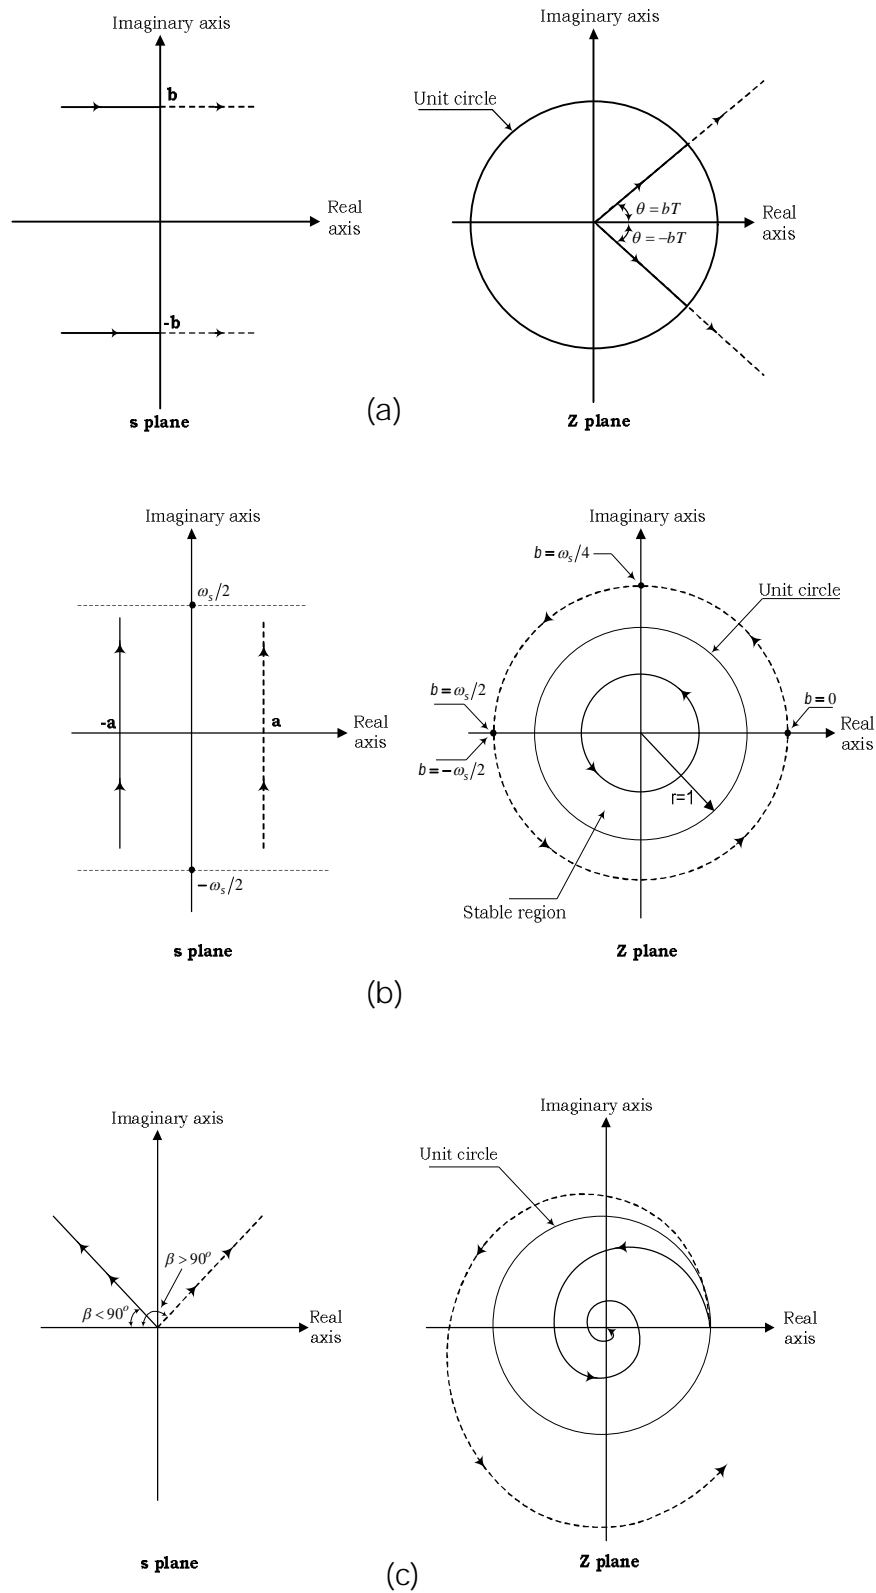 Imaginary axis
b
-b
Real
axis
s plane
Imaginary axis
Unit circle
θ = bT
θ = −bT
Real
axis
Z plane
(a)
Imaginary axis
ωs/2
-a
a
Real
axis
−ωs/2
s plane
Imaginary axis
b = ωs/4
Unit circle
b = ωs/2
b = 0
Real
axis
b = −ωs/2
r=1
Stable region
Z plane
(b)
Imaginary axis
β > 90°
β < 90°
Real
axis
s plane
Imaginary axis
Unit circle
Real
axis
Z plane
(c)